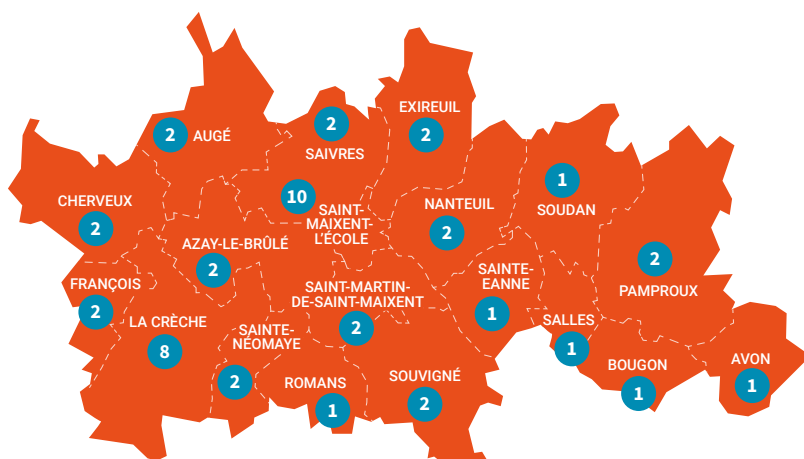 EXIREUIL
2
2
SAIVRES
2
AUGÉ
1
SOUDAN
10
SAINT-
MAIXENT-
L'ÉCOLE
CHERVEUX
2
NANTEUIL
2
AZAY-LE-BRÛLÉ
2
2
PAMPROUX
FRANÇOIS
2
SAINT-MARTIN-
DE-SAINT-MAIXENT
2
SAINTE-
EANNE
1
LA CRÈCHE
8
SAINTE-
NÉOMAYE
2
SALLES
1
ROMANS
1
SOUVIGNÉ
2
BOUGON
1
AVON
1